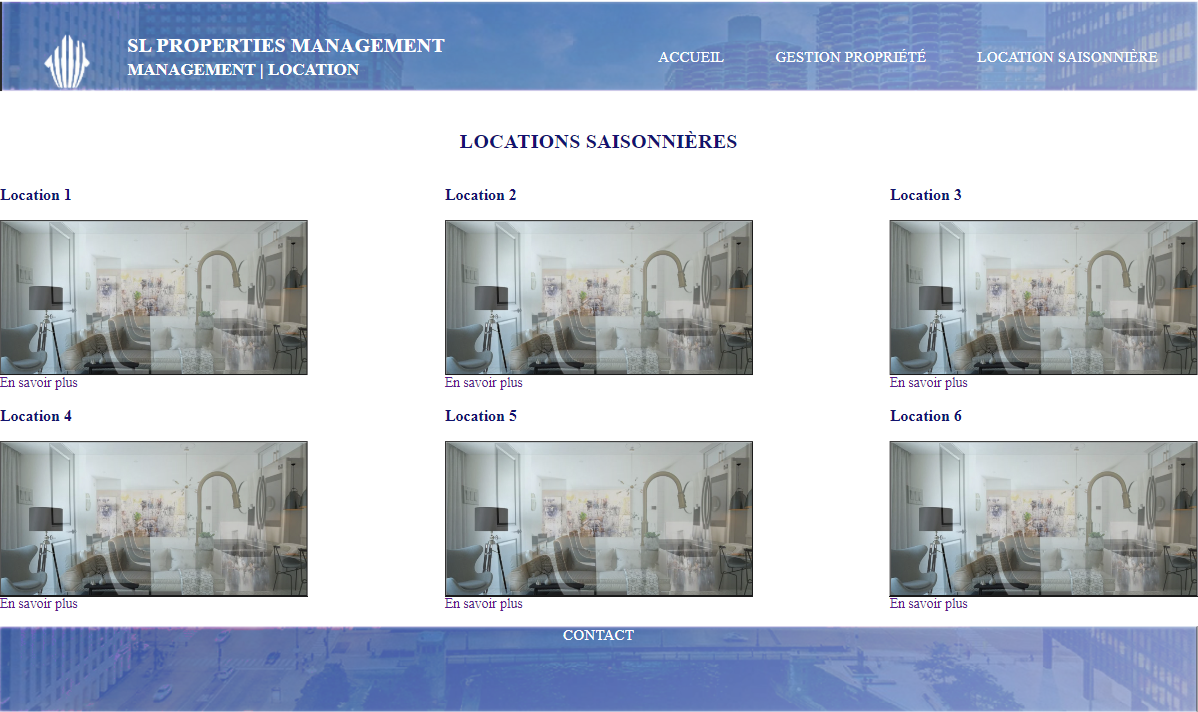 SL PROPERTIES MANAGEMENT
MANAGEMENT | LOCATION
ACCUEIL GESTION PROPRIÉTÉ LOCATION SAISONNIÈRE
LOCATIONS SAISONNIÈRES
Location 1 Location 2 Location 3
En savoir plus En savoir plus En savoir plus
Location 4 Location 5 Location 6
En savoir plus En savoir plus En savoir plus
CONTACT